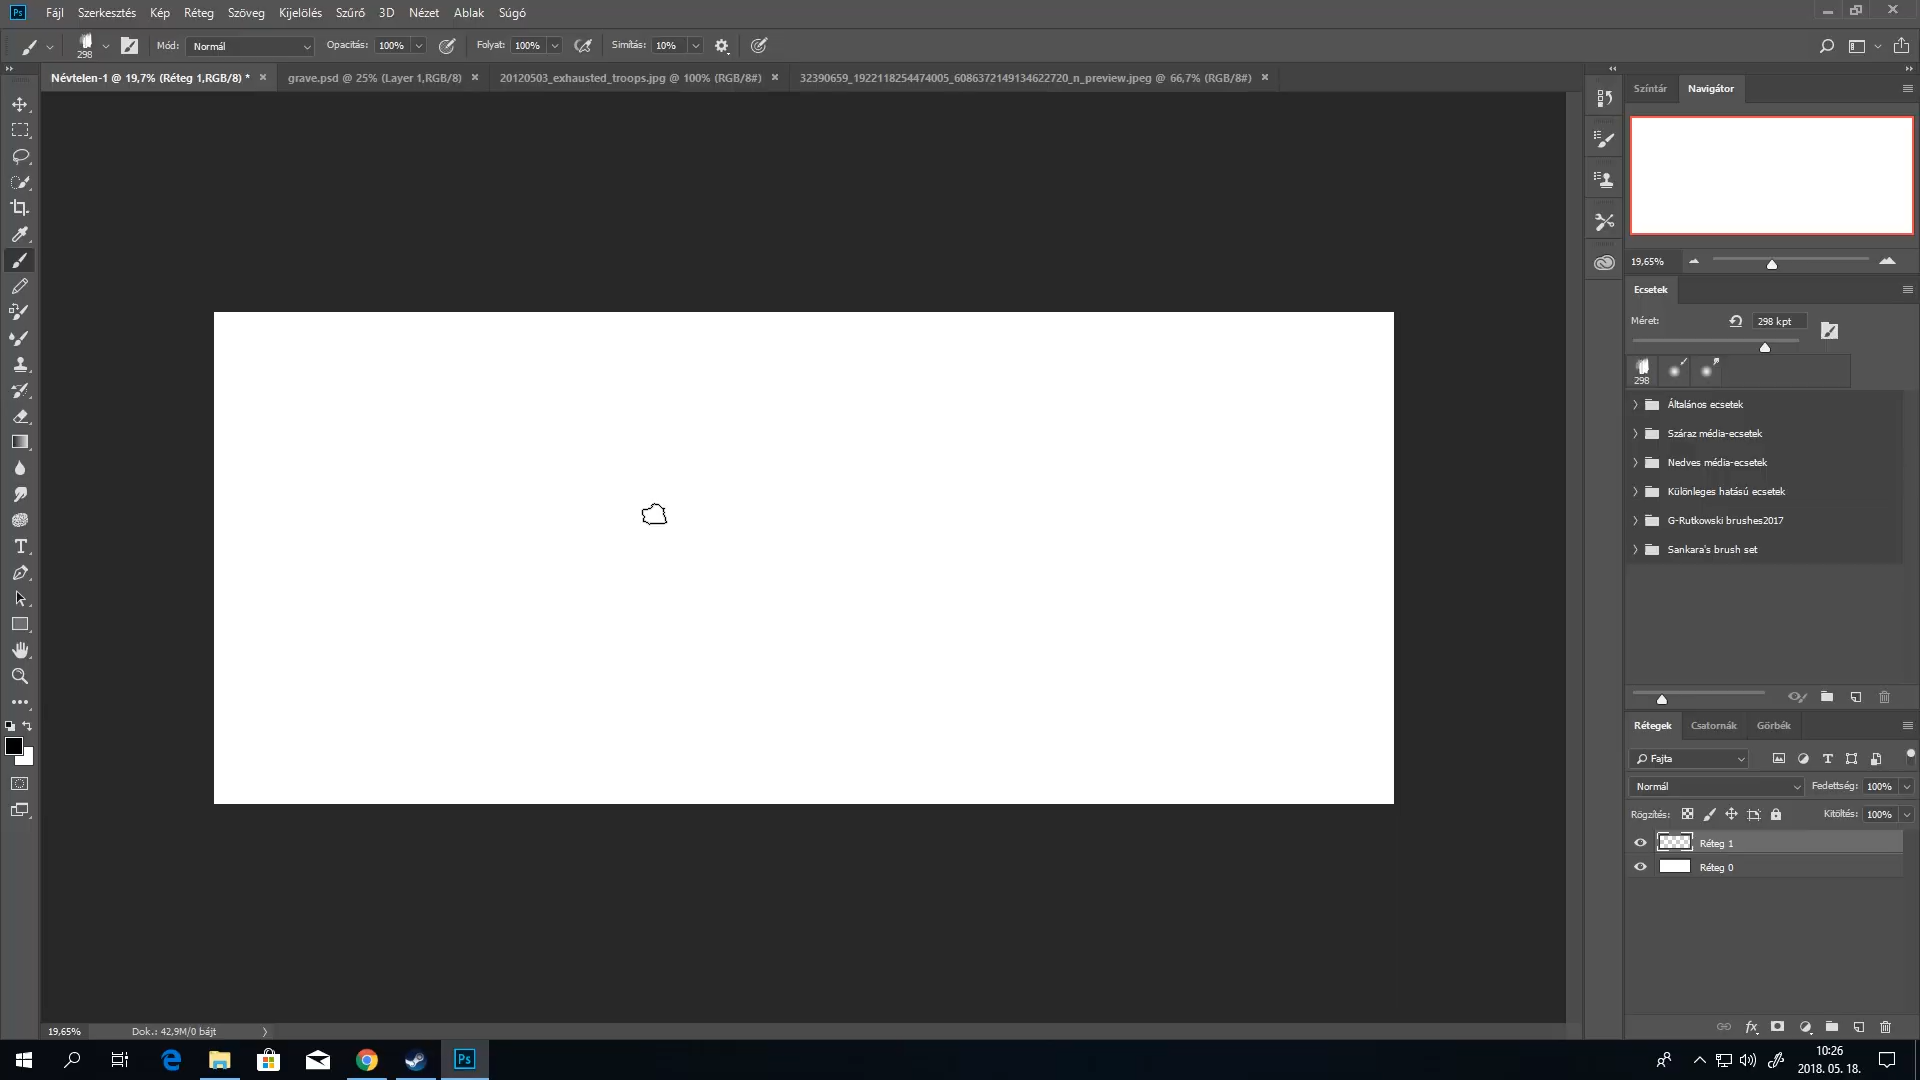 Ps Fájl Szerkesztés Kép Réteg Szöveg Kijelölés Szűrő 3D Nézet Ablak Súgó
298 Mód: Normál Opacitás: 100% Folyat: 100% Simítás: 10%
Névtelen-1 @ 19,7% (Réteg 1,RGB/8) * grave.psd @ 25% (Layer 1,RGB/8) 20120503_exhausted_troops.jpg @ 100% (RGB/8#) 32390659_1922118254474005_6086372149134622720_n_preview.jpeg @ 66,7% (RGB/8#)
Színtár Navigátor
19,65%
Ecsetek
Méret: 298 kpt
298
Általános ecsetek
Száraz média-ecsetek
Nedves média-ecsetek
Különleges hatású ecsetek
G-Rutkowski brushes2017
Sankara's brush set
Rétegek Csatornák Görbék
Fajta
Normál Fedettség: 100%
Rögzítés: Kitöltés: 100%
Réteg 1
Réteg 0
19,65% Dok.: 42,9M/0 bájt
Ps
10:26
2018. 05. 18.